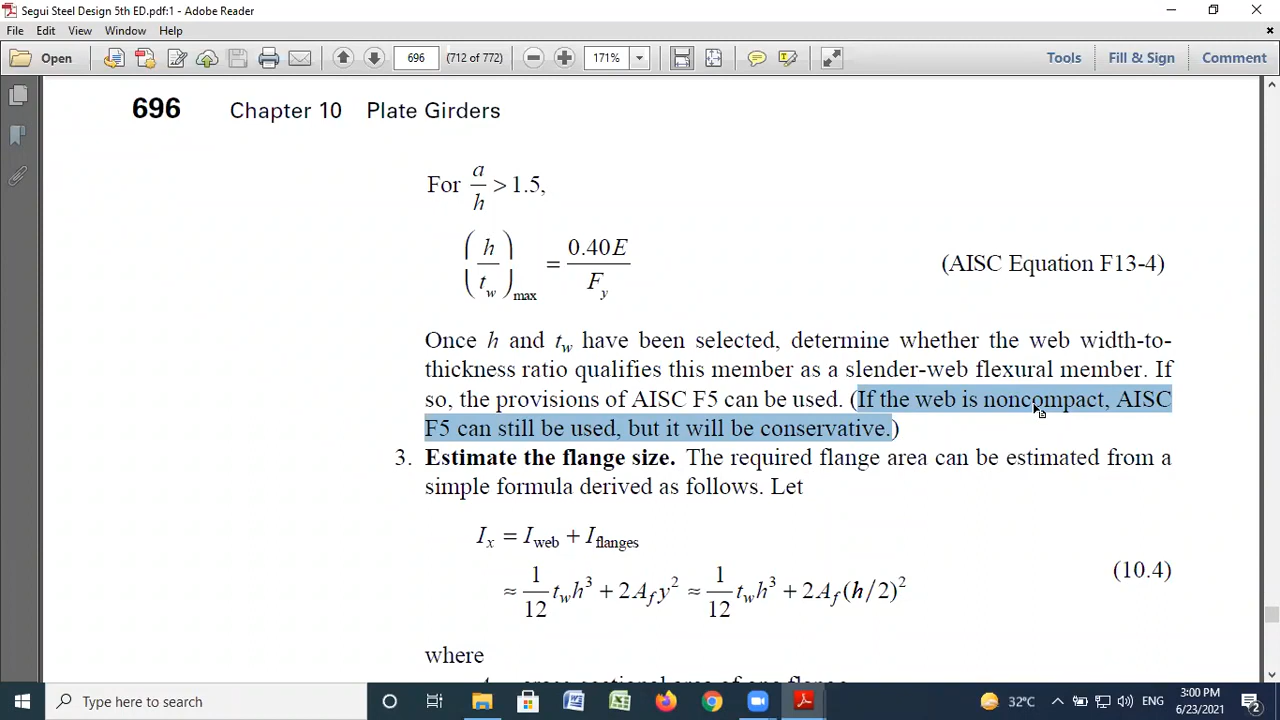 Segui Steel Design 5th ED.pdf:1 - Adobe Reader
File Edit View Window Help
Open 696 (712 of 772) 171% Tools Fill & Sign Comment
696 Chapter 10 Plate Girders
For a/h > 1.5,
(h/t_w)_max = 0.40E/F_y (AISC Equation F13-4)
Once h and t_w have been selected, determine whether the web width-to-
thickness ratio qualifies this member as a slender-web flexural member. If
so, the provisions of AISC F5 can be used. (If the web is noncompact, AISC
F5 can still be used, but it will be conservative.)
3. Estimate the flange size. The required flange area can be estimated from a
simple formula derived as follows. Let
I_x = I_web + I_flanges
≈ 1/12 t_w h³ + 2A_f y² ≈ 1/12 t_w h³ + 2A_f (h/2)² (10.4)
where
Type here to search 32°C ENG 3:00 PM
6/23/2021 2